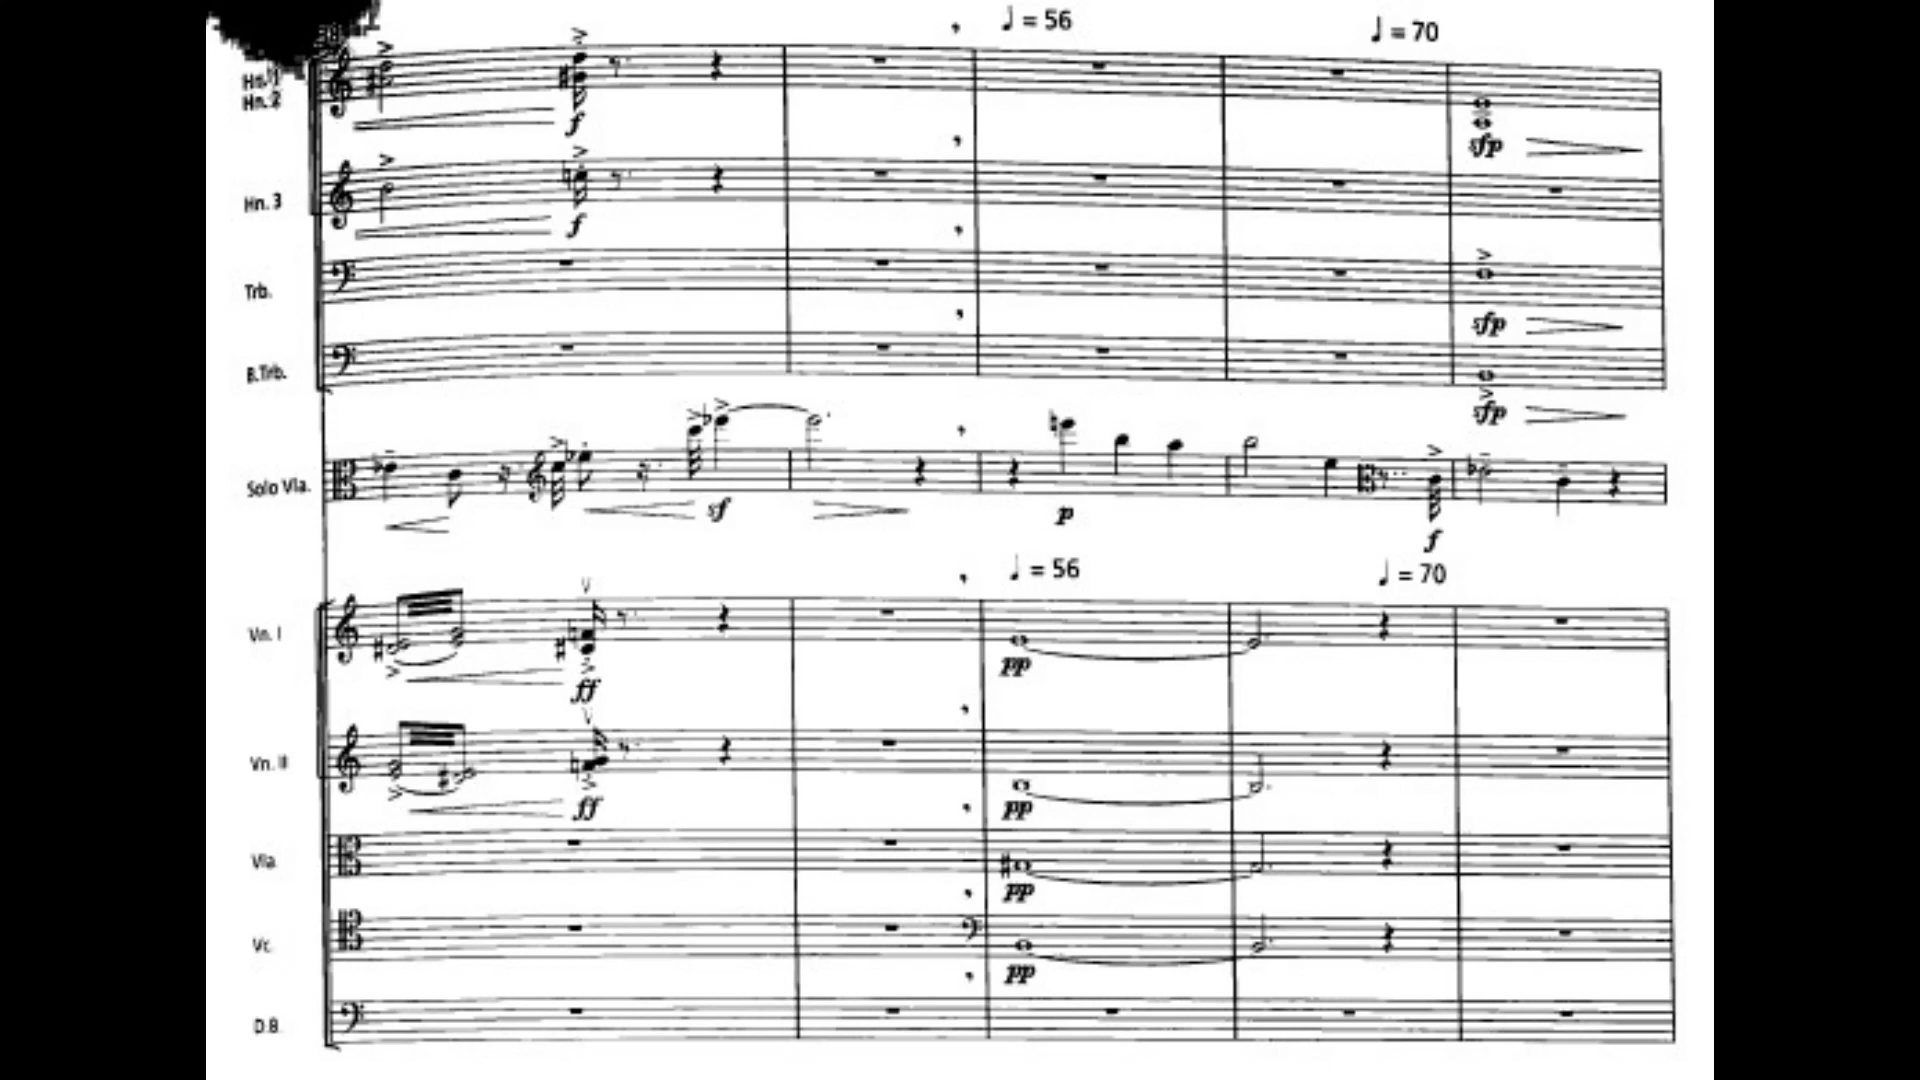 ♩ = 56 ♩ = 70
Hn. 1
Hn. 2
f
sfp
Hn. 3
f
Trb.
sfp
B.Trb.
sfp
Solo Vla.
sf p f
♩ = 56 ♩ = 70
Vn. I
ff pp
Vn. II
ff pp
Vla.
pp
Vc.
pp
D.B.